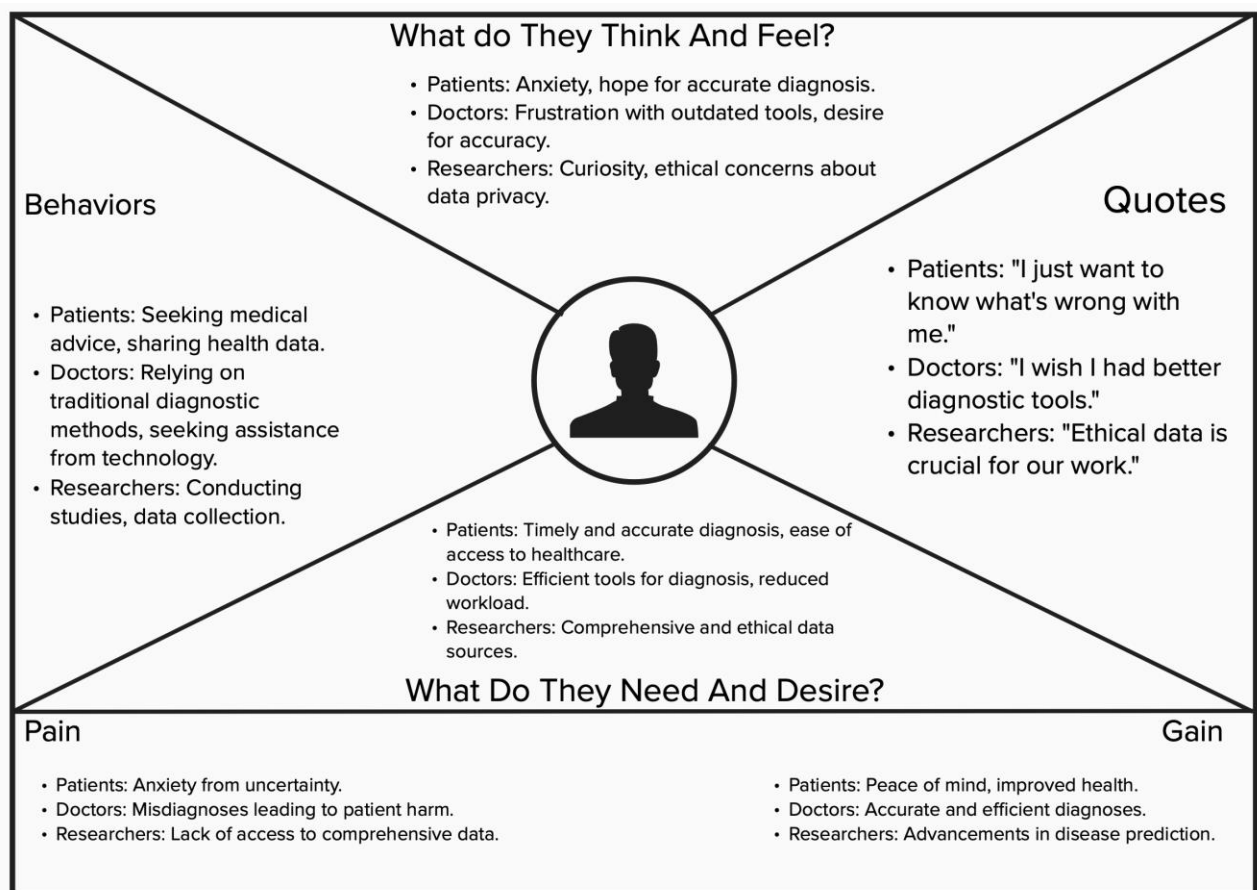 What do They Think And Feel?
• Patients: Anxiety, hope for accurate diagnosis.
• Doctors: Frustration with outdated tools, desire
for accuracy.
• Researchers: Curiosity, ethical concerns about
data privacy.
Behaviors
• Patients: Seeking medical
advice, sharing health data.
• Doctors: Relying on
traditional diagnostic
methods, seeking assistance
from technology.
• Researchers: Conducting
studies, data collection.
Quotes
• Patients: "I just want to
know what's wrong with
me."
• Doctors: "I wish I had better
diagnostic tools."
• Researchers: "Ethical data is
crucial for our work."
• Patients: Timely and accurate diagnosis, ease of
access to healthcare.
• Doctors: Efficient tools for diagnosis, reduced
workload.
• Researchers: Comprehensive and ethical data
sources.
What Do They Need And Desire?
Pain
• Patients: Anxiety from uncertainty.
• Doctors: Misdiagnoses leading to patient harm.
• Researchers: Lack of access to comprehensive data.
Gain
• Patients: Peace of mind, improved health.
• Doctors: Accurate and efficient diagnoses.
• Researchers: Advancements in disease prediction.